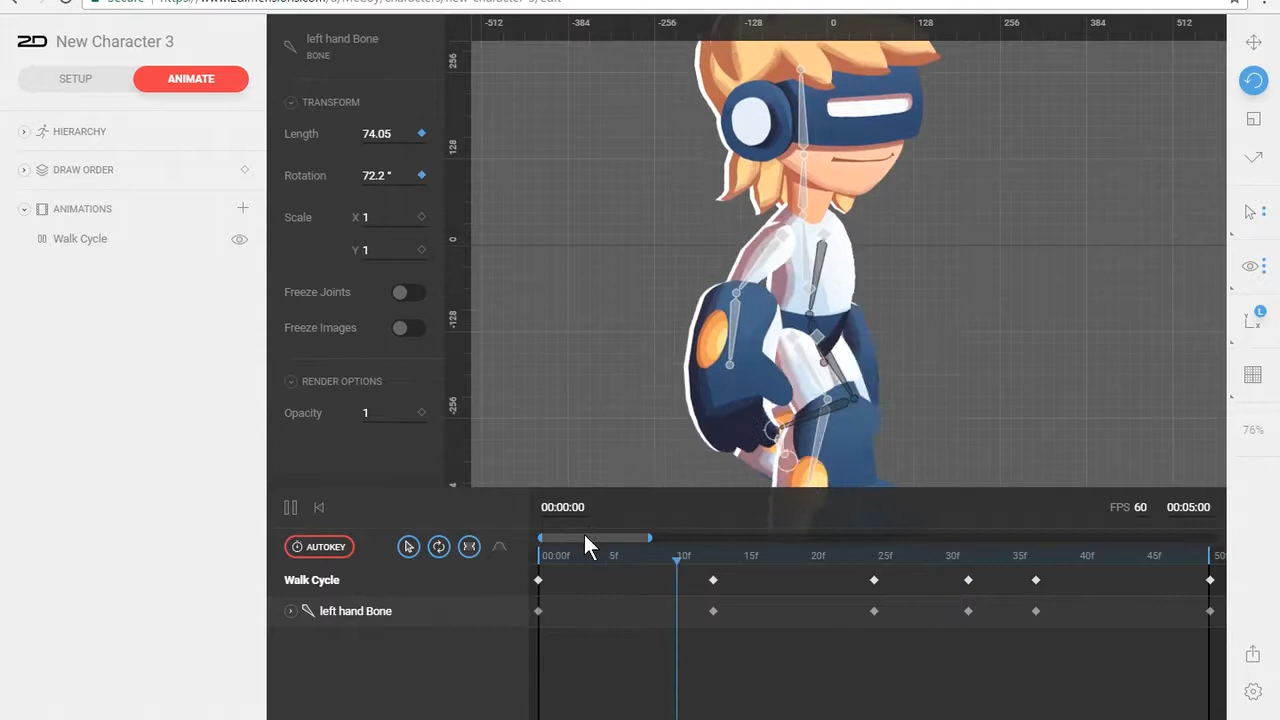 2D New Character 3
SETUP
ANIMATE
HIERARCHY
DRAW ORDER
ANIMATIONS
Walk Cycle
left hand Bone
BONE
TRANSFORM
Length 74.05
Rotation 72.2 °
Scale X 1
Y 1
Freeze Joints
Freeze Images
RENDER OPTIONS
Opacity 1
-512 -384 -256 -128 0 128 256 384 512
256
128
0
-128
-256
L
76%
00:00:00
FPS 60 00:05:00
AUTOKEY
00:00f 5f 10f 15f 20f 25f 30f 35f 40f 45f 50f
Walk Cycle
left hand Bone